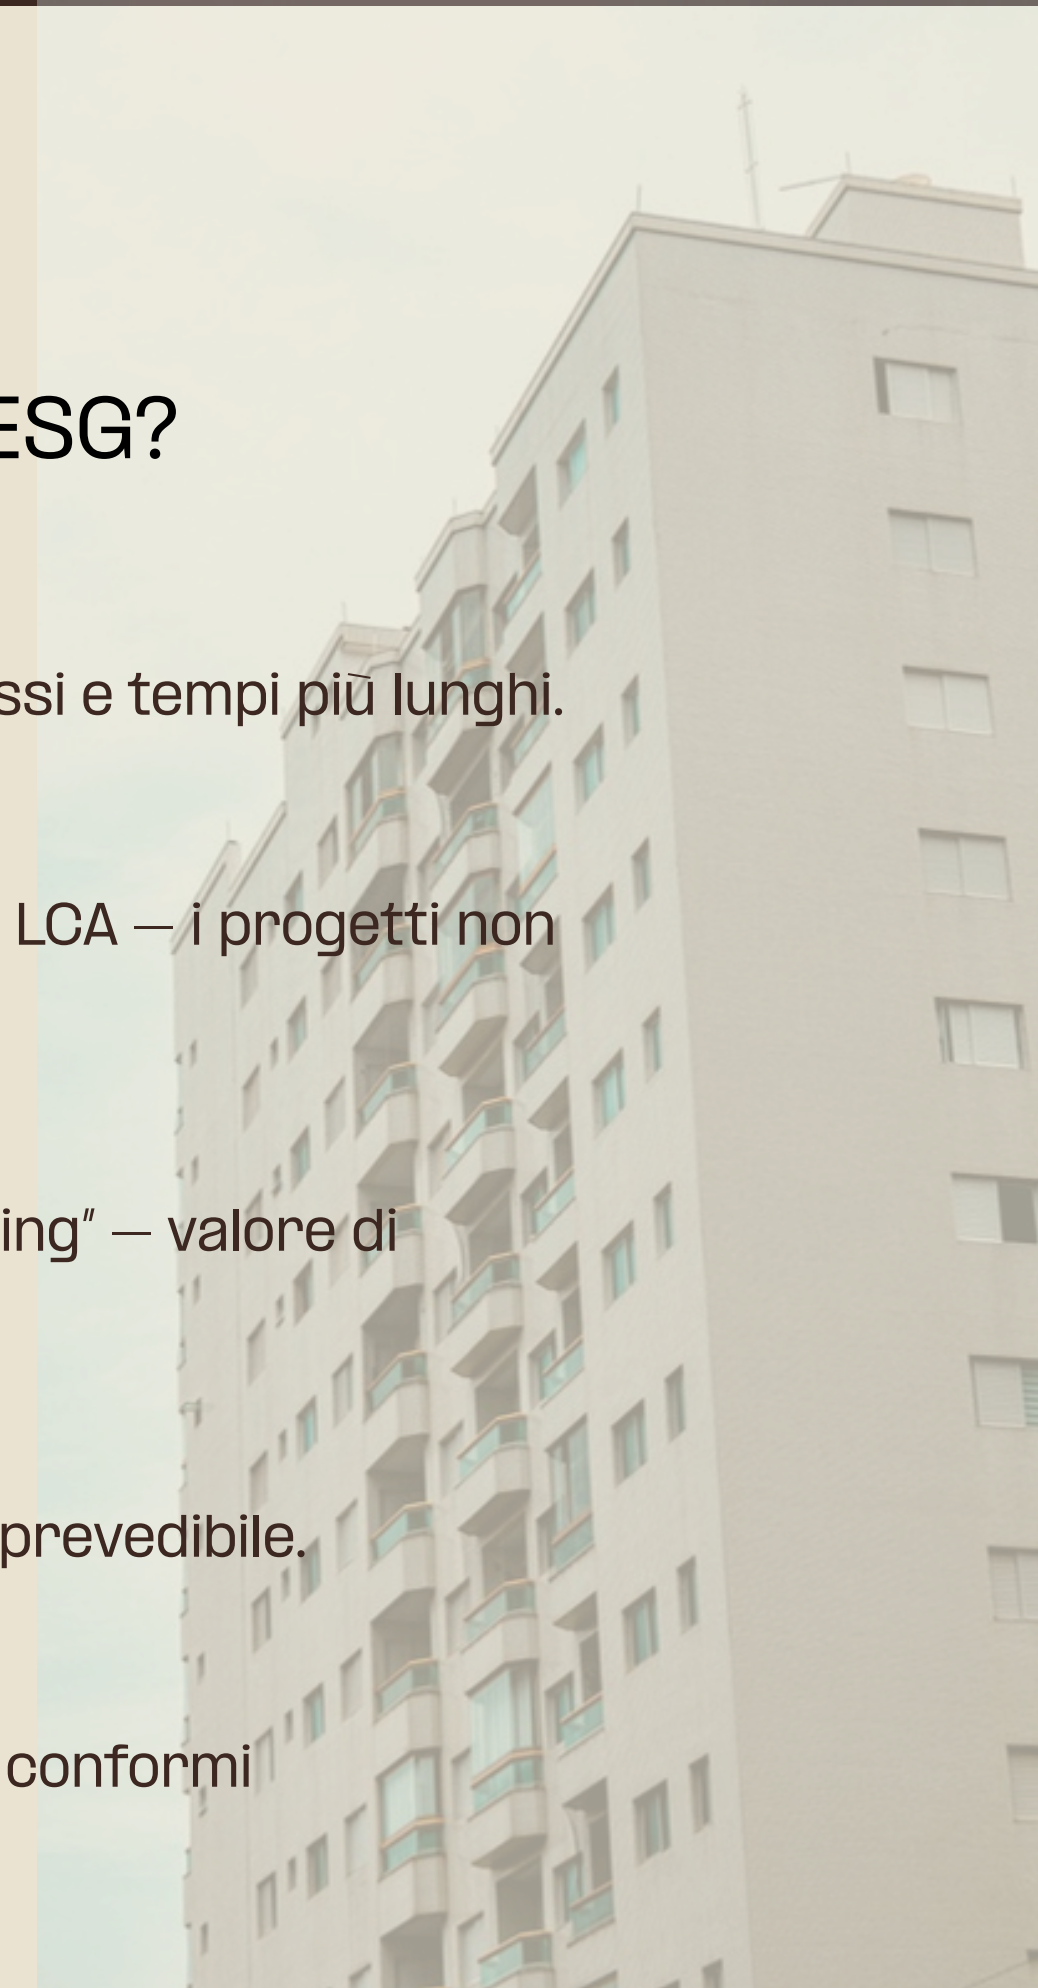 ESG?
ssi e tempi più lunghi.
LCA – i progetti non
ing" – valore di
prevedibile.
conformi